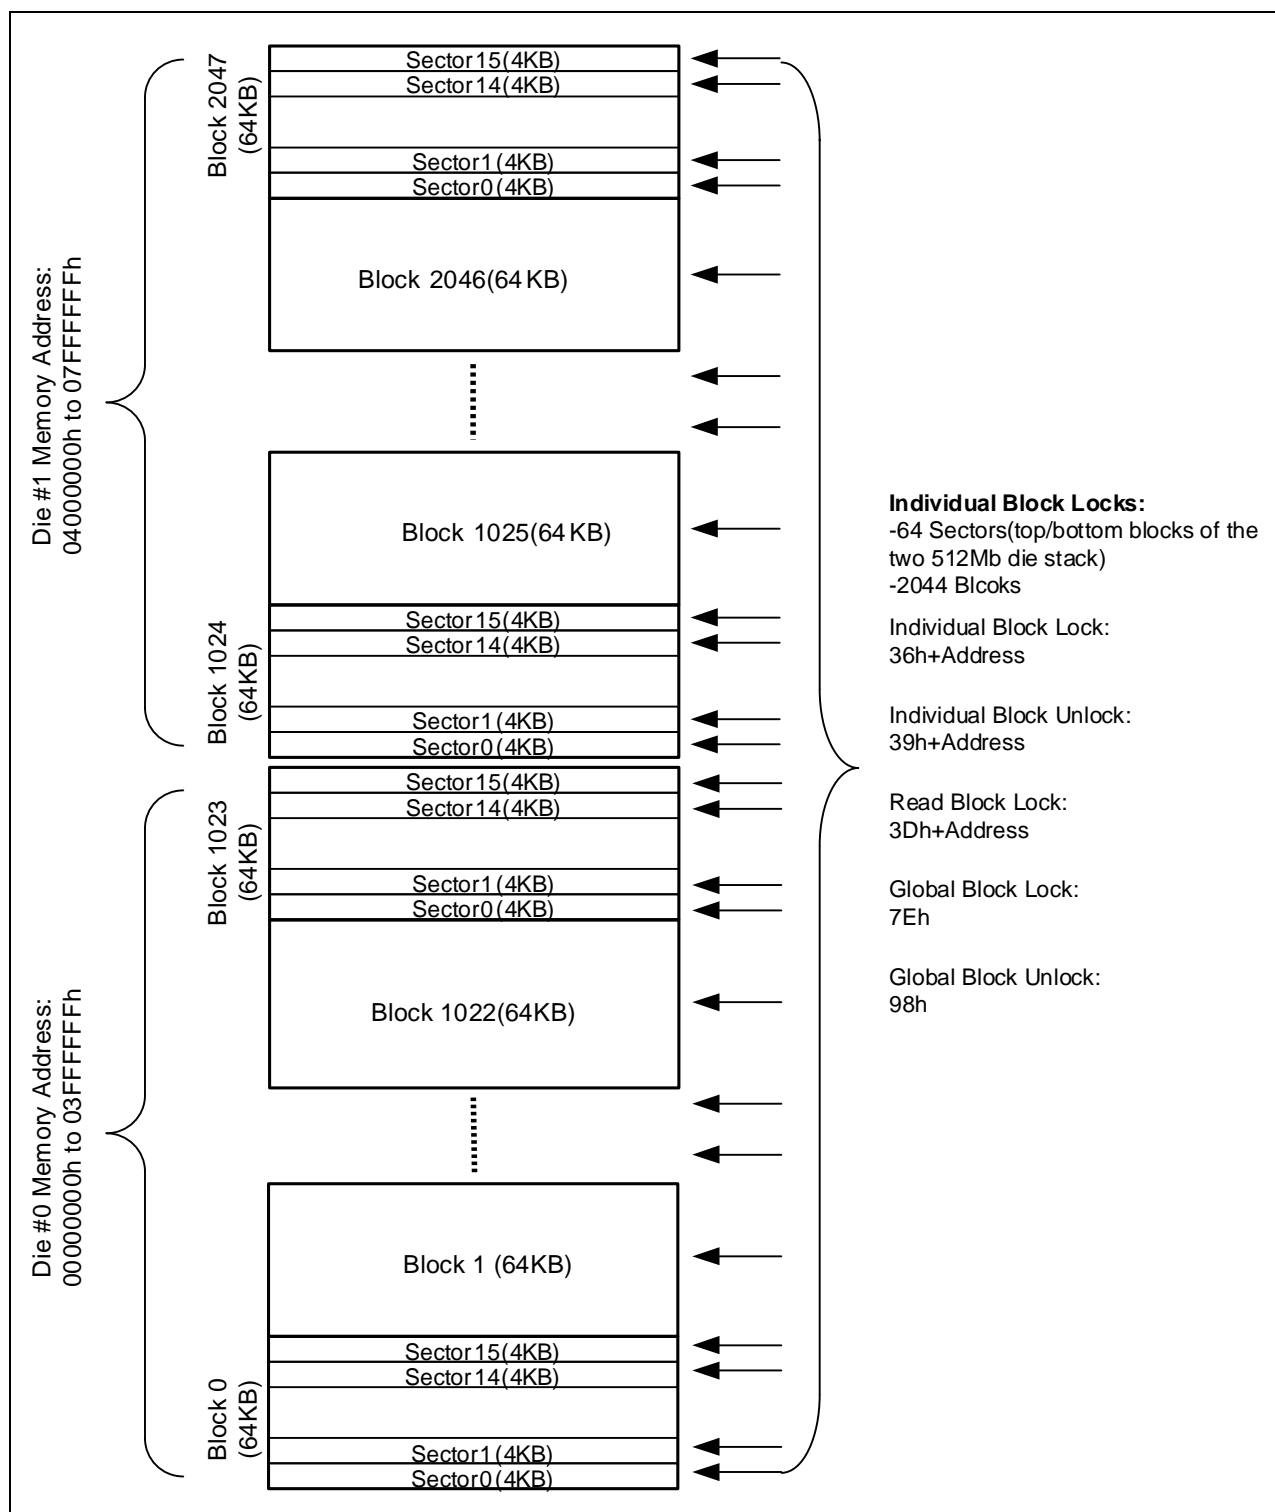 Die #1 Memory Address:
04000000h to 07FFFFFFh
Block 2047
(64KB)
Sector15(4KB)
Sector14(4KB)
Sector1(4KB)
Sector0(4KB)
Block 2046(64KB)
Block 1025(64KB)
Block 1024
(64KB)
Sector15(4KB)
Sector14(4KB)
Sector1(4KB)
Sector0(4KB)
Die #0 Memory Address:
00000000h to 03FFFFFFh
Block 1023
(64KB)
Sector15(4KB)
Sector14(4KB)
Sector1(4KB)
Sector0(4KB)
Block 1022(64KB)
Block 1 (64KB)
Block 0
(64KB)
Sector15(4KB)
Sector14(4KB)
Sector1(4KB)
Sector0(4KB)
Individual Block Locks:
-64 Sectors(top/bottom blocks of the
two 512Mb die stack)
-2044 Blcoks
Individual Block Lock:
36h+Address
Individual Block Unlock:
39h+Address
Read Block Lock:
3Dh+Address
Global Block Lock:
7Eh
Global Block Unlock:
98h